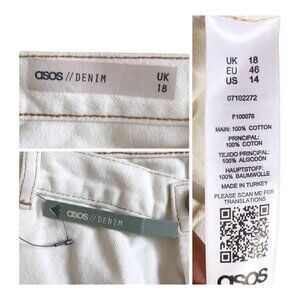 asos // DENIM
UK
18
asos // DENIM
UK 18
EU 46
US 14
07102272
F100078
MAIN: 100% COTTON
PRINCIPAL:
100% COTON
TEJIDO PRINCIPAL:
100% ALGODÓN
HAUPTSTOFF:
100% BAUMWOLLE
MADE IN TURKEY
PLEASE SCAN ME FOR
TRANSLATIONS
asos